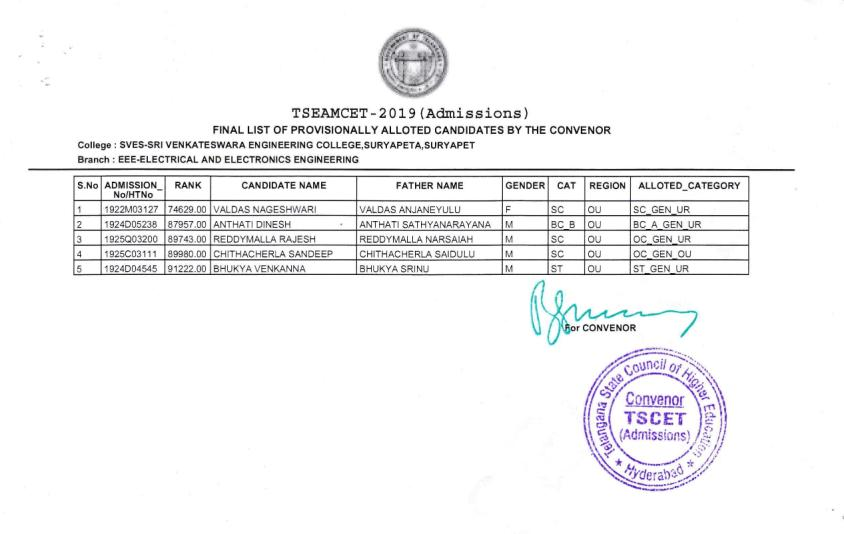 TSEAMCET-2019(Admissions)
FINAL LIST OF PROVISIONALLY ALLOTED CANDIDATES BY THE CONVENOR
College : SVES-SRI VENKATESWARA ENGINEERING COLLEGE,SURYAPETA,SURYAPET
Branch : EEE-ELECTRICAL AND ELECTRONICS ENGINEERING
S.No ADMISSION_No/HTNo RANK CANDIDATE NAME FATHER NAME GENDER CAT REGION ALLOTED_CATEGORY
1 1922M03127 74629.00 VALDAS NAGESHWARI VALDAS ANJANEYULU F SC OU SC_GEN_UR
2 1924D05238 87957.00 ANTHATI DINESH ANTHATI SATHYANARAYANA M BC_B OU BC_A_GEN_UR
3 1925Q03200 89743.00 REDDYMALLA RAJESH REDDYMALLA NARSAIAH M SC OU OC_GEN_UR
4 1925C03111 89980.00 CHITHACHERLA SANDEEP CHITHACHERLA SAIDULU M SC OU OC_GEN_OU
5 1924D04545 91222.00 BHUKYA VENKANNA BHUKYA SRINU M ST OU ST_GEN_UR
For CONVENOR
Telangana State Council of Higher Education
Convenor
TSCET
(Admissions)
* Hyderabad *